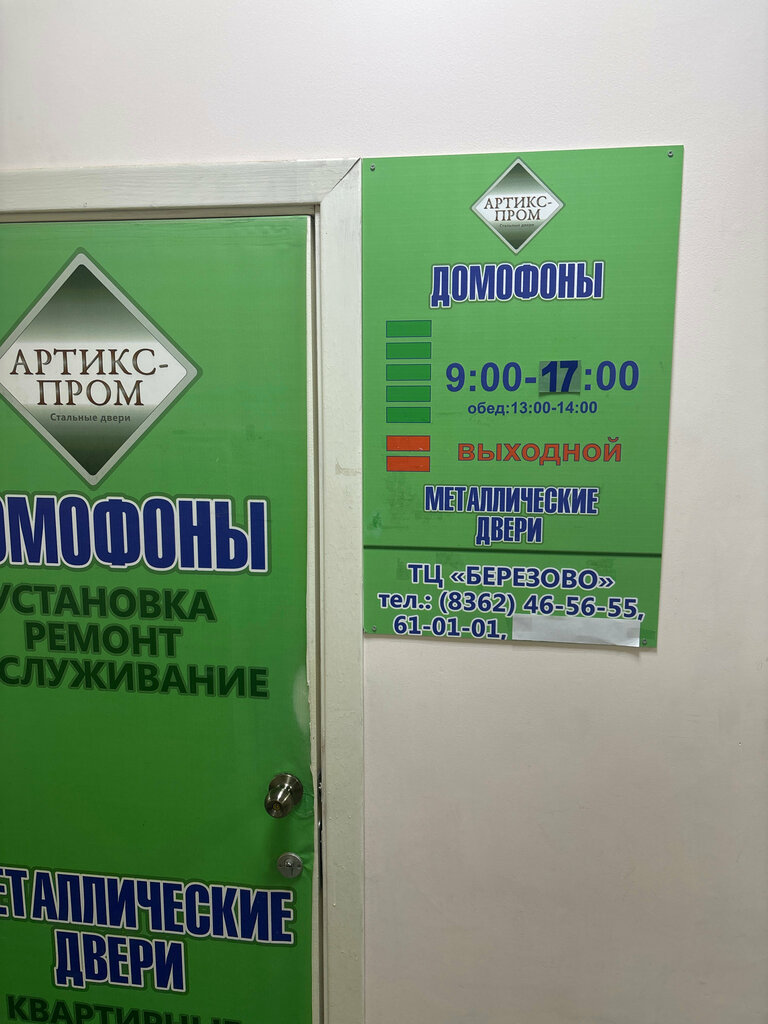 АРТИКС-
ПРОМ
Стальные двери
ДОМОФОНЫ
9:00-17:00
обед:13:00-14:00
ВЫХОДНОЙ
МЕТАЛЛИЧЕСКИЕ
ДВЕРИ
ТЦ «БЕРЕЗОВО»
тел.: (8362) 46-56-55,
61-01-01,
АРТИКС-
ПРОМ
Стальные двери
ОМОФОНЫ
УСТАНОВКА
РЕМОНТ
СЛУЖИВАНИЕ
ЕТАЛЛИЧЕСКИЕ
ДВЕРИ
КВАРТИРНЫЕ